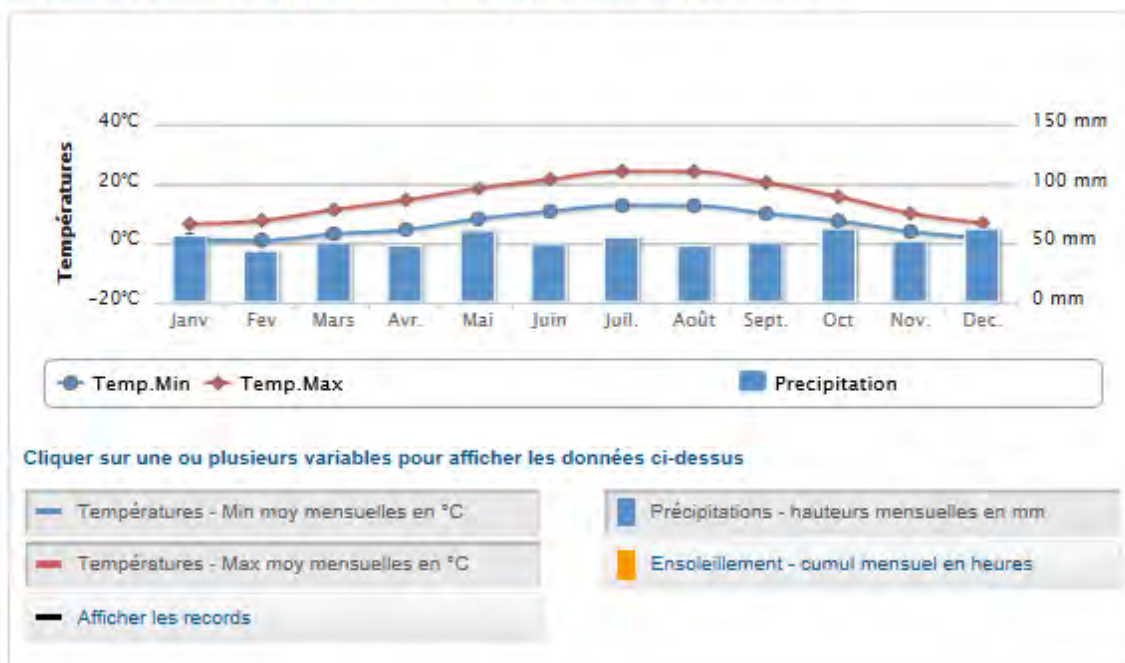 40°C
150 mm
20°C
100 mm
0°C
50 mm
-20°C
0 mm
Températures
Janv Fev Mars Avr. Mai Juin Juil. Août Sept. Oct Nov. Dec.
Temp.Min Temp.Max Precipitation
Cliquer sur une ou plusieurs variables pour afficher les données ci-dessus
Températures - Min moy mensuelles en °C
Précipitations - hauteurs mensuelles en mm
Températures - Max moy mensuelles en °C
Ensoleillement - cumul mensuel en heures
Afficher les records